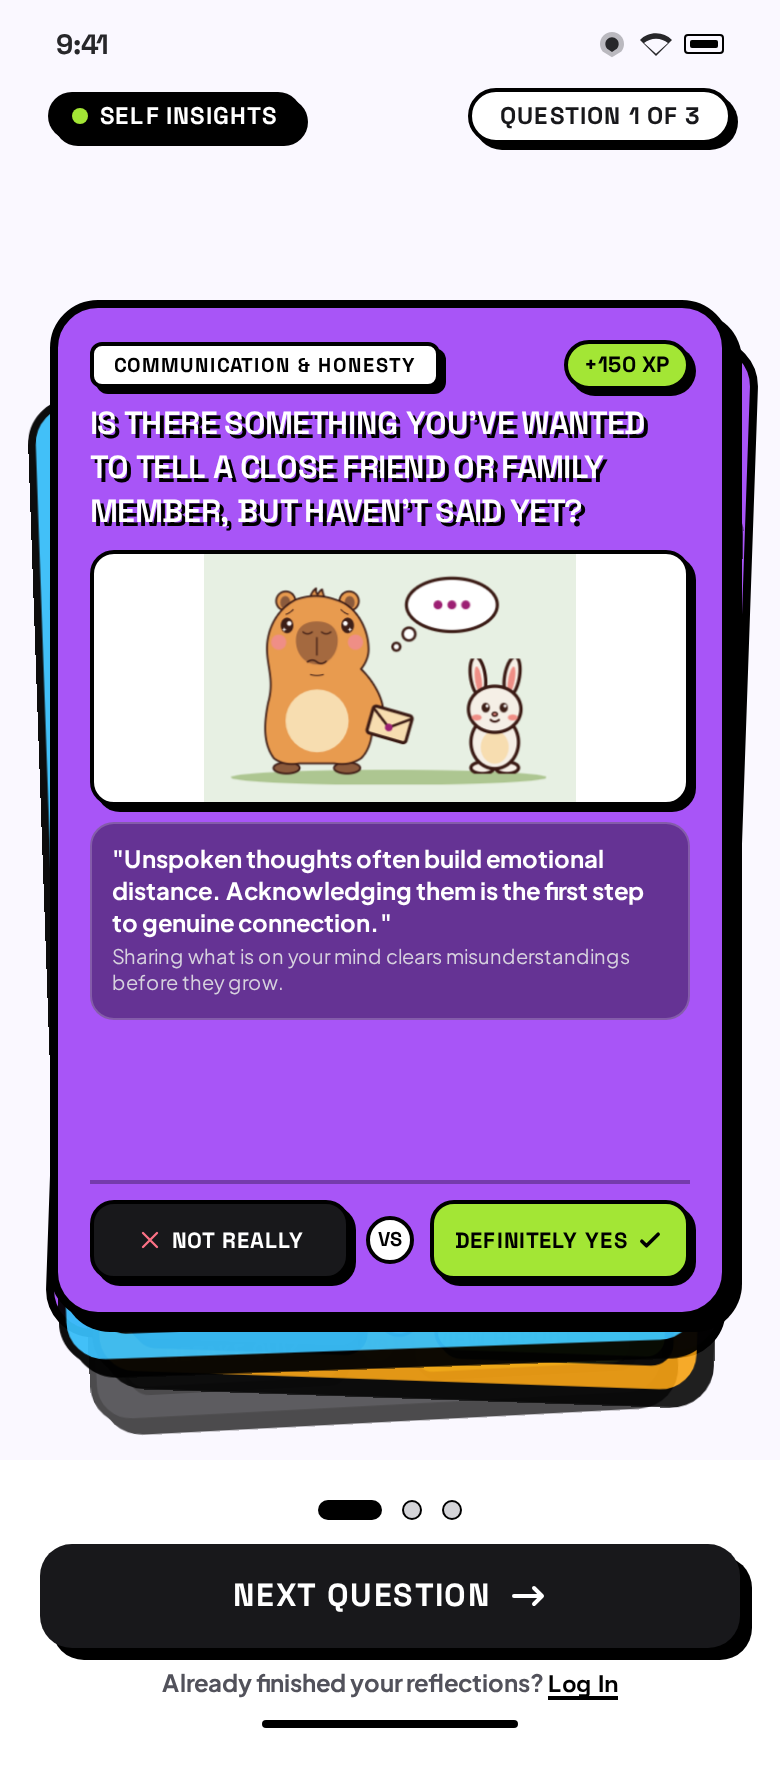 9:41
SELF INSIGHTS
QUESTION 1 OF 3
COMMUNICATION & HONESTY
+150 XP
IS THERE SOMETHING YOU'VE WANTED
TO TELL A CLOSE FRIEND OR FAMILY
MEMBER, BUT HAVEN'T SAID YET?
"Unspoken thoughts often build emotional
distance. Acknowledging them is the first step
to genuine connection."
Sharing what is on your mind clears misunderstandings
before they grow.
NOT REALLY
VS
DEFINITELY YES
NEXT QUESTION
Already finished your reflections? Log In